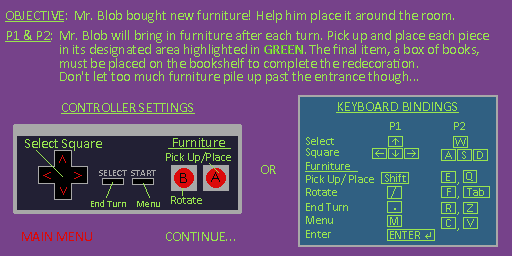 OBJECTIVE: Mr. Blob bought new furniture! Help him place it around the room.
P1 & P2: Mr. Blob will bring in furniture after each turn. Pick up and place each piece
in its designated area highlighted in GREEN. The final item, a box of books,
must be placed on the bookshelf to complete the redecoration.
Don't let too much furniture pile up past the entrance though...
CONTROLLER SETTINGS
Select Square
Furniture
Pick Up/Place
SELECT START
B A
End Turn Menu
Rotate
OR
KEYBOARD BINDINGS
P1 P2
Select Square ↑ ← ↓ → W A S D
Furniture
Pick Up/Place Shift E, Q
Rotate / F, Tab
End Turn . R, Z
Menu M C, V
Enter ENTER ↵
MAIN MENU
CONTINUE...